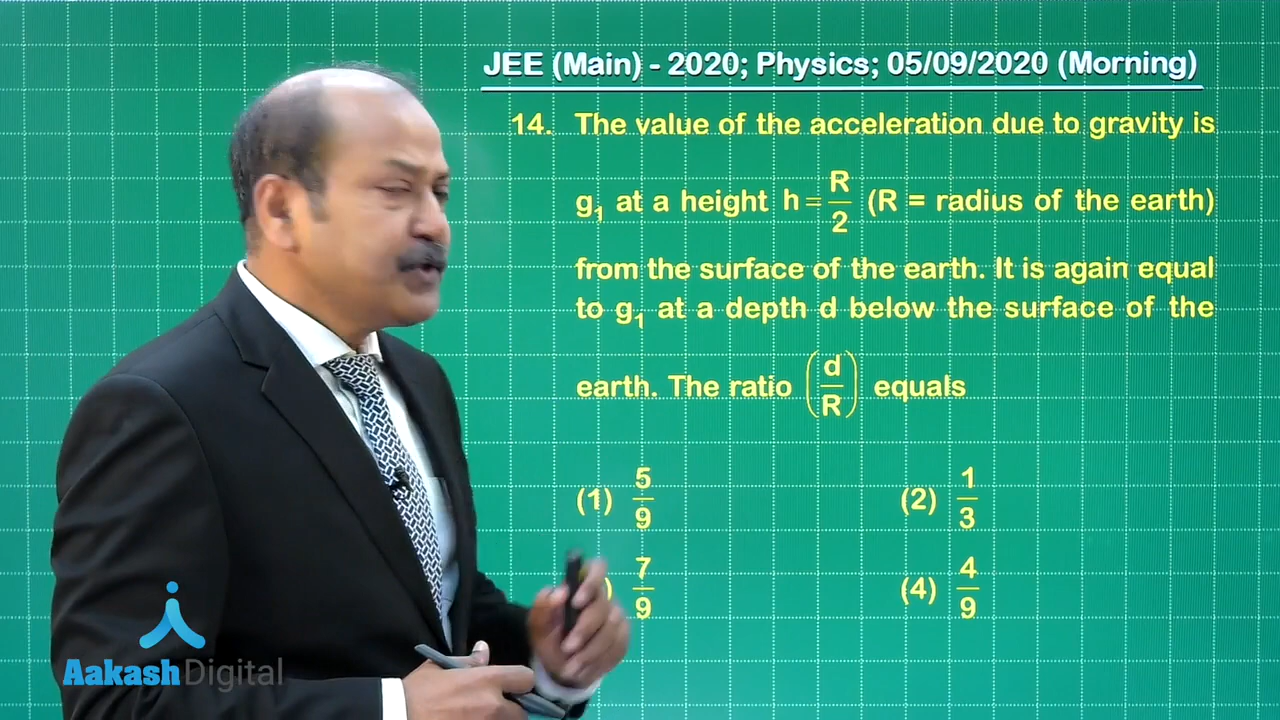 JEE (Main) - 2020; Physics; 05/09/2020 (Morning)
14. The value of the acceleration due to gravity is
g₁ at a height h = R/2 (R = radius of the earth)
from the surface of the earth. It is again equal
to g₁ at a depth d below the surface of the
earth. The ratio (d/R) equals
(1) 5/9 (2) 1/3
) 7/9 (4) 4/9
Aakash Digital